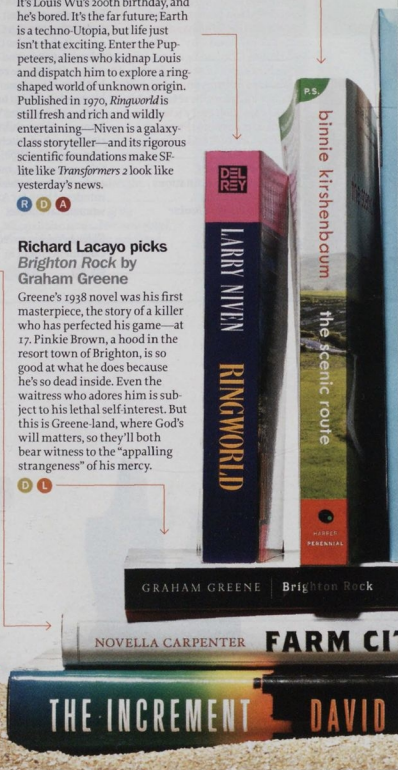 It's Louis Wu's 200th birthday, and
he's bored. It's the far future; Earth
is a techno-Utopia, but life just
isn't that exciting. Enter the Pup-
peteers, aliens who kidnap Louis
and dispatch him to explore a ring-
shaped world of unknown origin.
Published in 1970, Ringworld is
still fresh and rich and wildly
entertaining—Niven is a galaxy-
class storyteller—and its rigorous
scientific foundations make SF-
lite like Transformers 2 look like
yesterday's news.
R D A
Richard Lacayo picks
Brighton Rock by
Graham Greene
Greene's 1938 novel was his first
masterpiece, the story of a killer
who has perfected his game—at
17. Pinkie Brown, a hood in the
resort town of Brighton, is so
good at what he does because
he's so dead inside. Even the
waitress who adores him is sub-
ject to his lethal self-interest. But
this is Greene-land, where God's
will matters, so they'll both
bear witness to the "appalling
strangeness" of his mercy.
D L
DEL
REY
LARRY NIVEN RINGWORLD
P.S.
binnie kirshenbaum the scenic route
HARPER
PERENNIAL
GRAHAM GREENE Brighton Rock
NOVELLA CARPENTER FARM CIT
THE INCREMENT DAVID